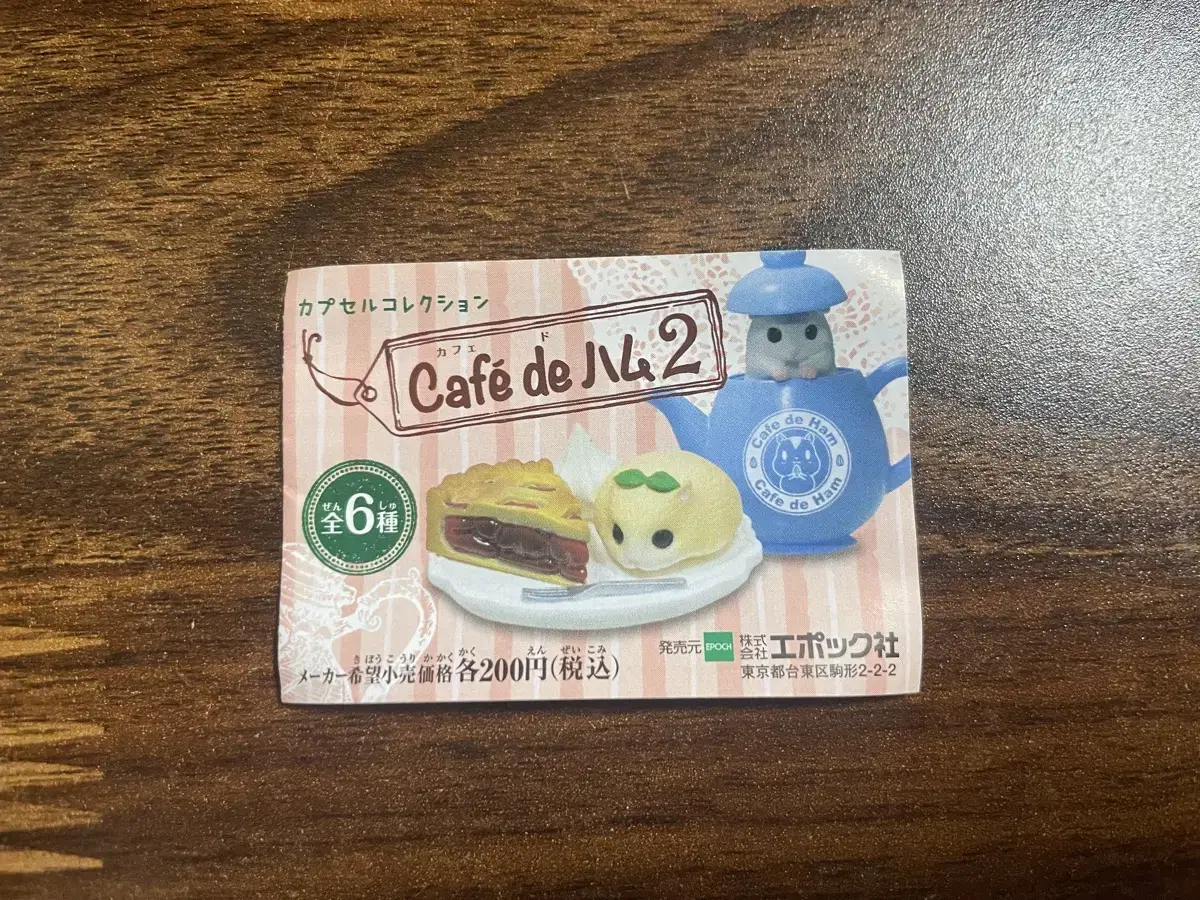 カプセルコレクション
カフェ ド
Café de ハム 2
Cafe de Ham
Cafe de Ham
ぜん しゅ
全6種
きぼうこうりかかく かく えん ぜいこみ
メーカー希望小売価格 各200円(税込)
発売元 EPOCH 株式会社 エポック社
東京都台東区駒形2-2-2